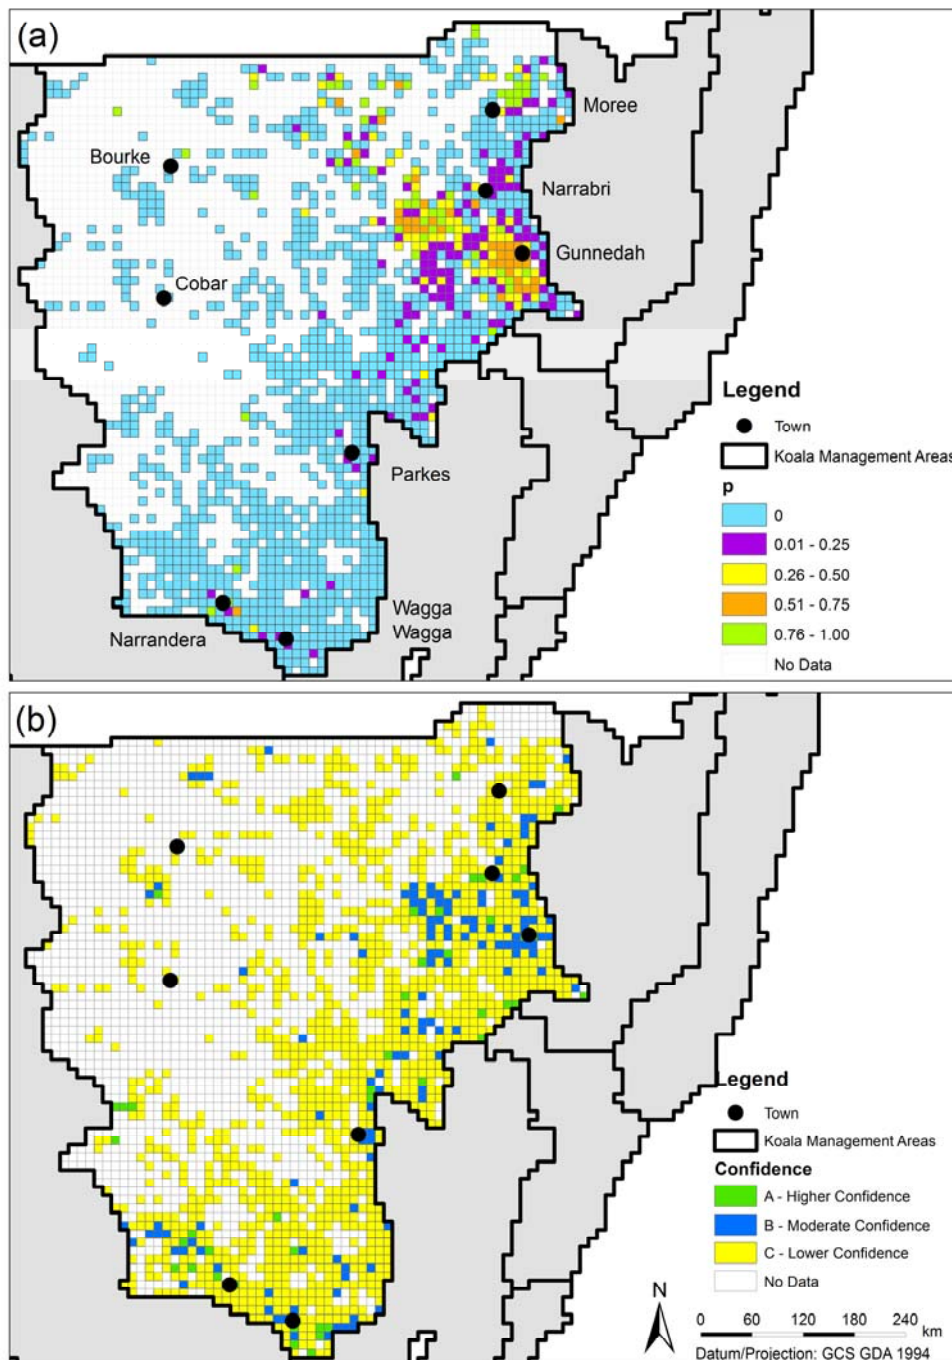 (a)
Moree
Bourke
Narrabri
Gunnedah
Cobar
Legend
Town
Koala Management Areas
Parkes
p
0
0.01 - 0.25
0.26 - 0.50
0.51 - 0.75
0.76 - 1.00
No Data
Wagga
Wagga
Narrandera
(b)
Legend
Town
Koala Management Areas
Confidence
A - Higher Confidence
B - Moderate Confidence
C - Lower Confidence
No Data
N
0 60 120 180 240
km
Datum/Projection: GCS GDA 1994